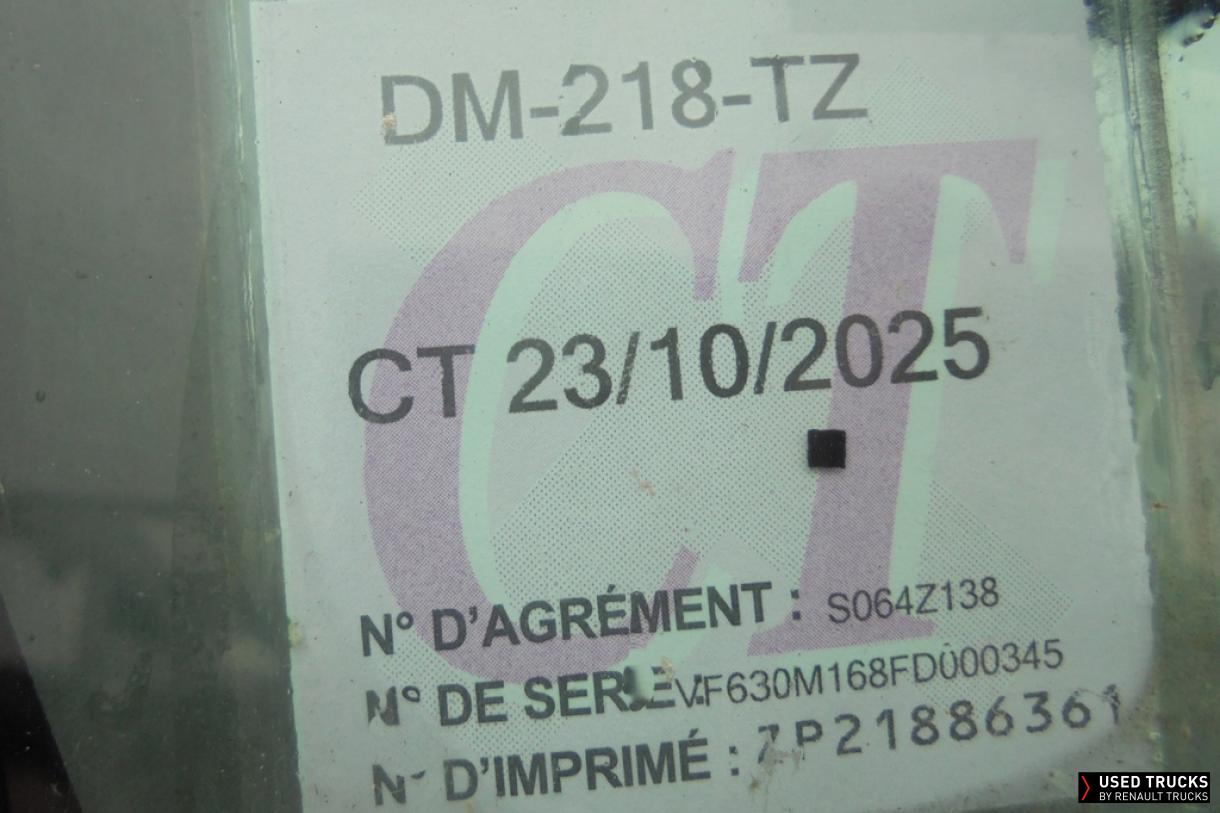 DM-218-TZ
CT
CT 23/10/2025
N° D'AGRÉMENT : S064Z138
N° DE SERIE : VF630M168FD000345
N° D'IMPRIMÉ : ZP21886361
USED TRUCKS
BY RENAULT TRUCKS